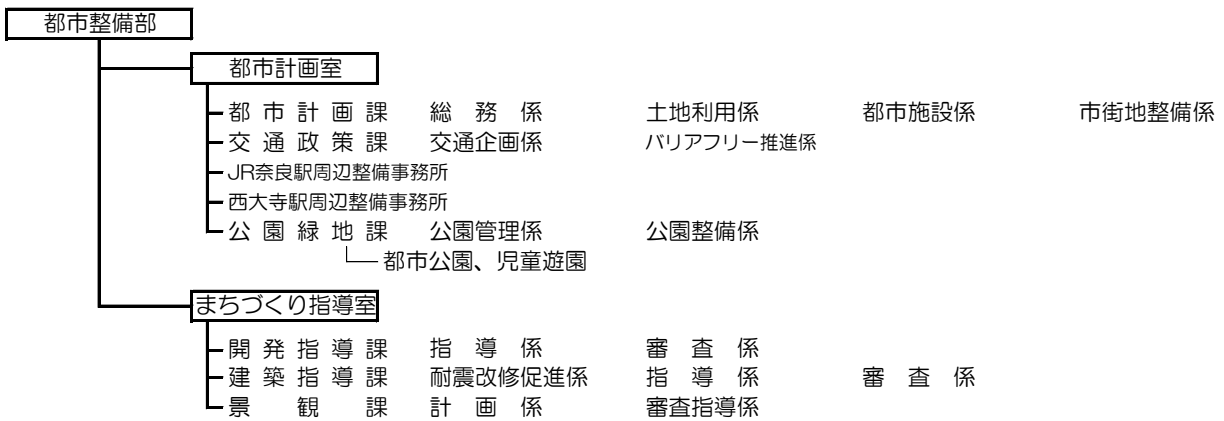 都市整備部
都市計画室
都市計画課 総務係 土地利用係 都市施設係 市街地整備係
交通政策課 交通企画係 バリアフリー推進係
JR奈良駅周辺整備事務所
西大寺駅周辺整備事務所
公園緑地課 公園管理係 公園整備係
都市公園、児童遊園
まちづくり指導室
開発指導課 指導係 審査係
建築指導課 耐震改修促進係 指導係 審査係
景観課 計画係 審査指導係